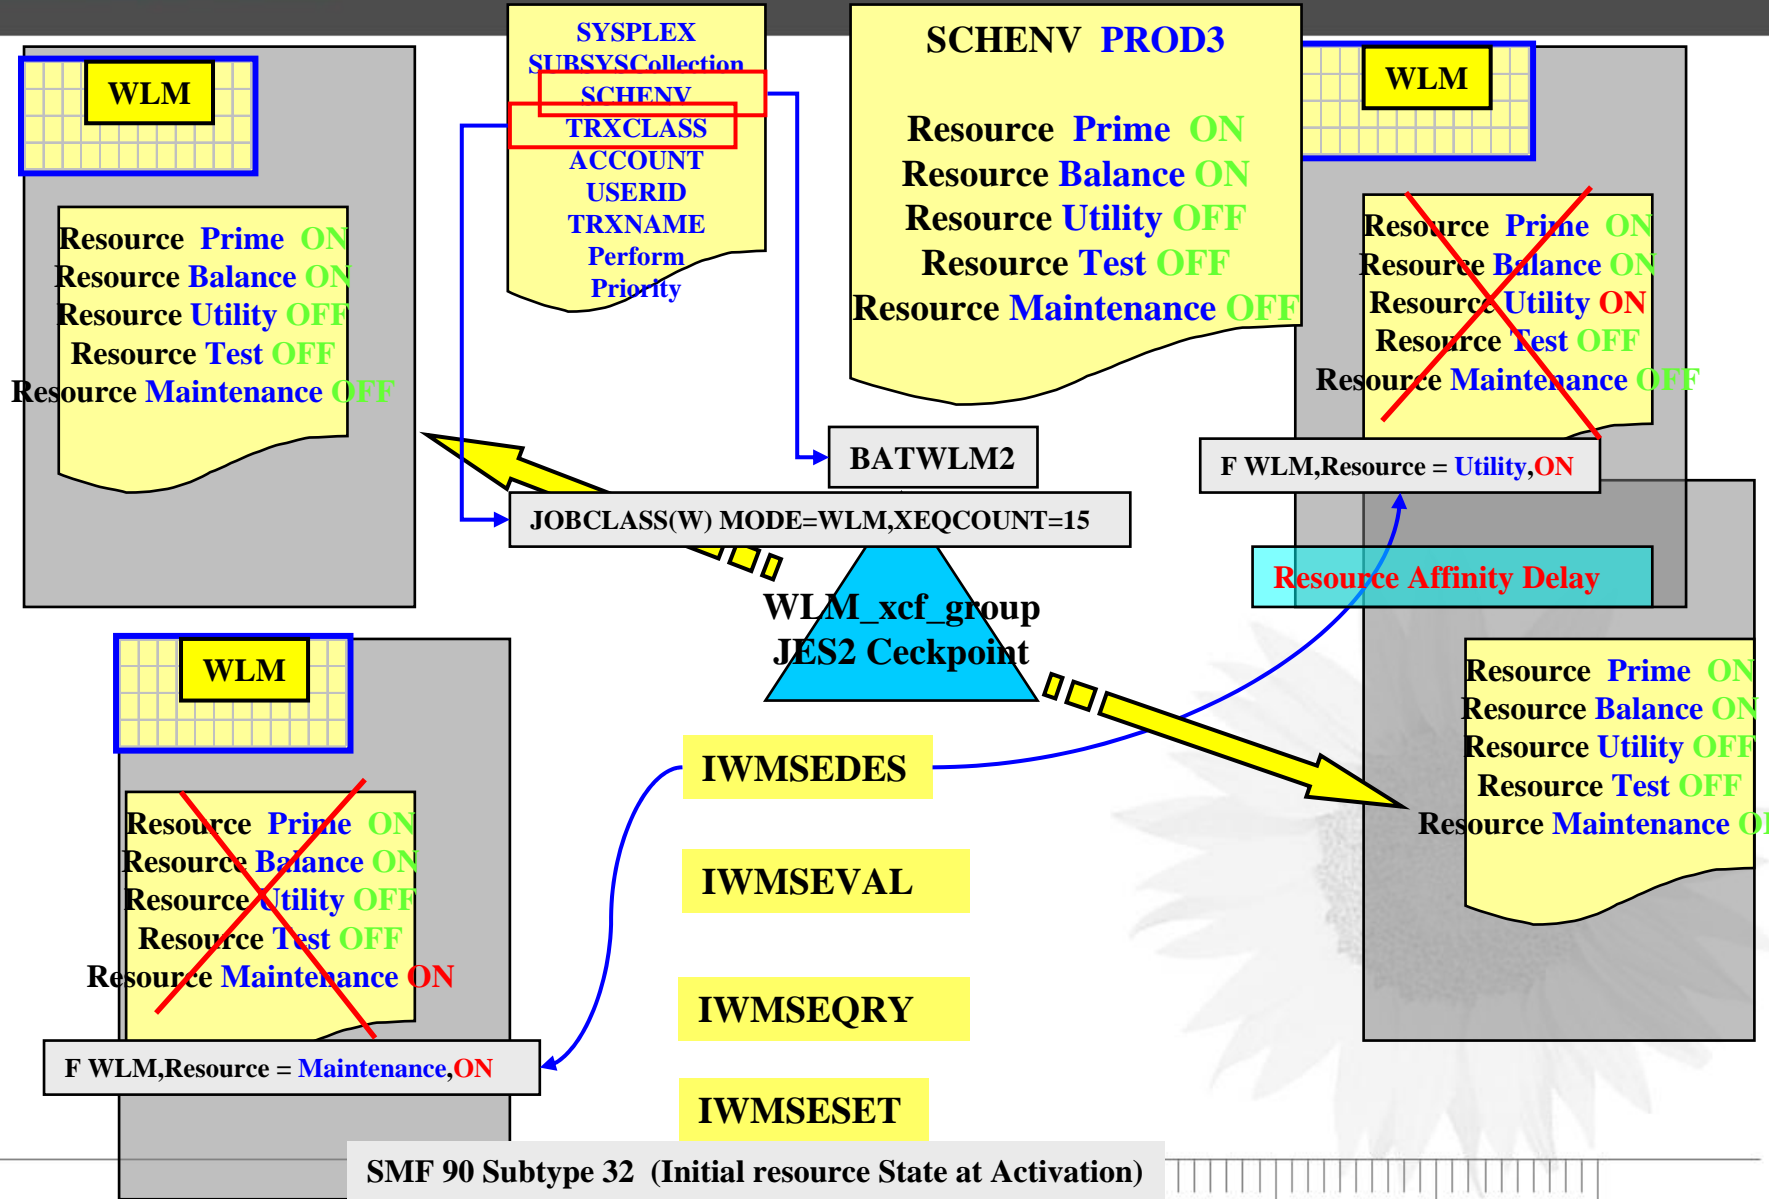 WLM
Resource Prime ON
Resource Balance ON
Resource Utility OFF
Resource Test OFF
Resource Maintenance OFF
SYSPLEX
SUBSYSCollection
SCHENV
TRXCLASS
ACCOUNT
USERID
TRXNAME
Perform
Priority
SCHENV PROD3
Resource Prime ON
Resource Balance ON
Resource Utility OFF
Resource Test OFF
Resource Maintenance OFF
WLM
Resource Prime ON
Resource Balance ON
Resource Utility ON
Resource Test OFF
Resource Maintenance OFF
F WLM,Resource = Utility,ON
BATWLM2
JOBCLASS(W) MODE=WLM,XEQCOUNT=15
Resource Affinity Delay
WLM_xcf_group
JES2 Ceckpoint
WLM
Resource Prime ON
Resource Balance ON
Resource Utility OFF
Resource Test OFF
Resource Maintenance ON
F WLM,Resource = Maintenance,ON
IWMSEDES
IWMSEVAL
IWMSEQRY
IWMSESET
Resource Prime ON
Resource Balance ON
Resource Utility OFF
Resource Test OFF
Resource Maintenance
SMF 90 Subtype 32 (Initial resource State at Activation)